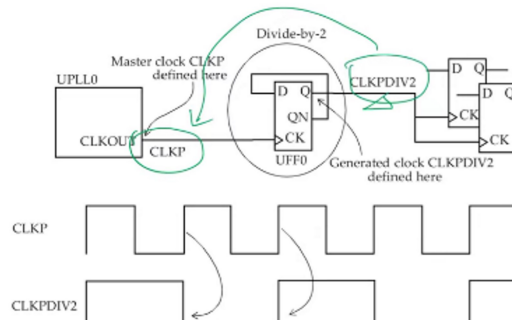 Divide-by-2
Master clock CLKP
defined here
UPLL0
CLKPDIV2
D Q
D Q
D Q
QN
CLKOUT
CLKP
CK
CK
CK
UFF0
Generated clock CLKPDIV2
defined here
CLKP
CLKPDIV2